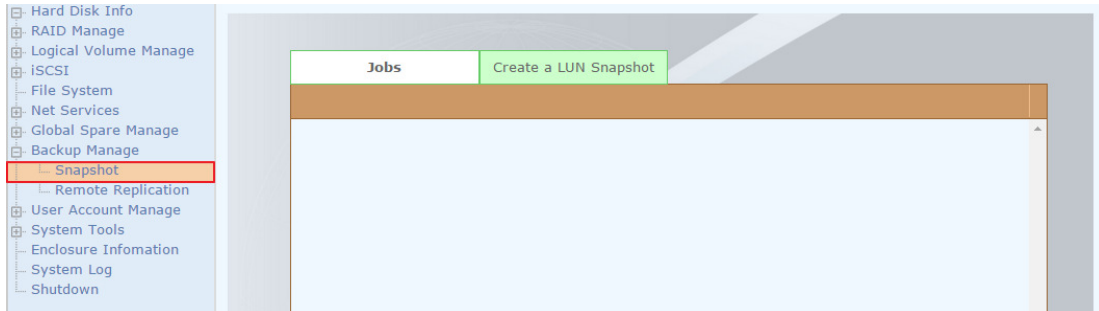 Hard Disk Info
RAID Manage
Logical Volume Manage
iSCSI
File System
Net Services
Global Spare Manage
Backup Manage
Snapshot
Remote Replication
User Account Manage
System Tools
Enclosure Infomation
System Log
Shutdown
Jobs
Create a LUN Snapshot